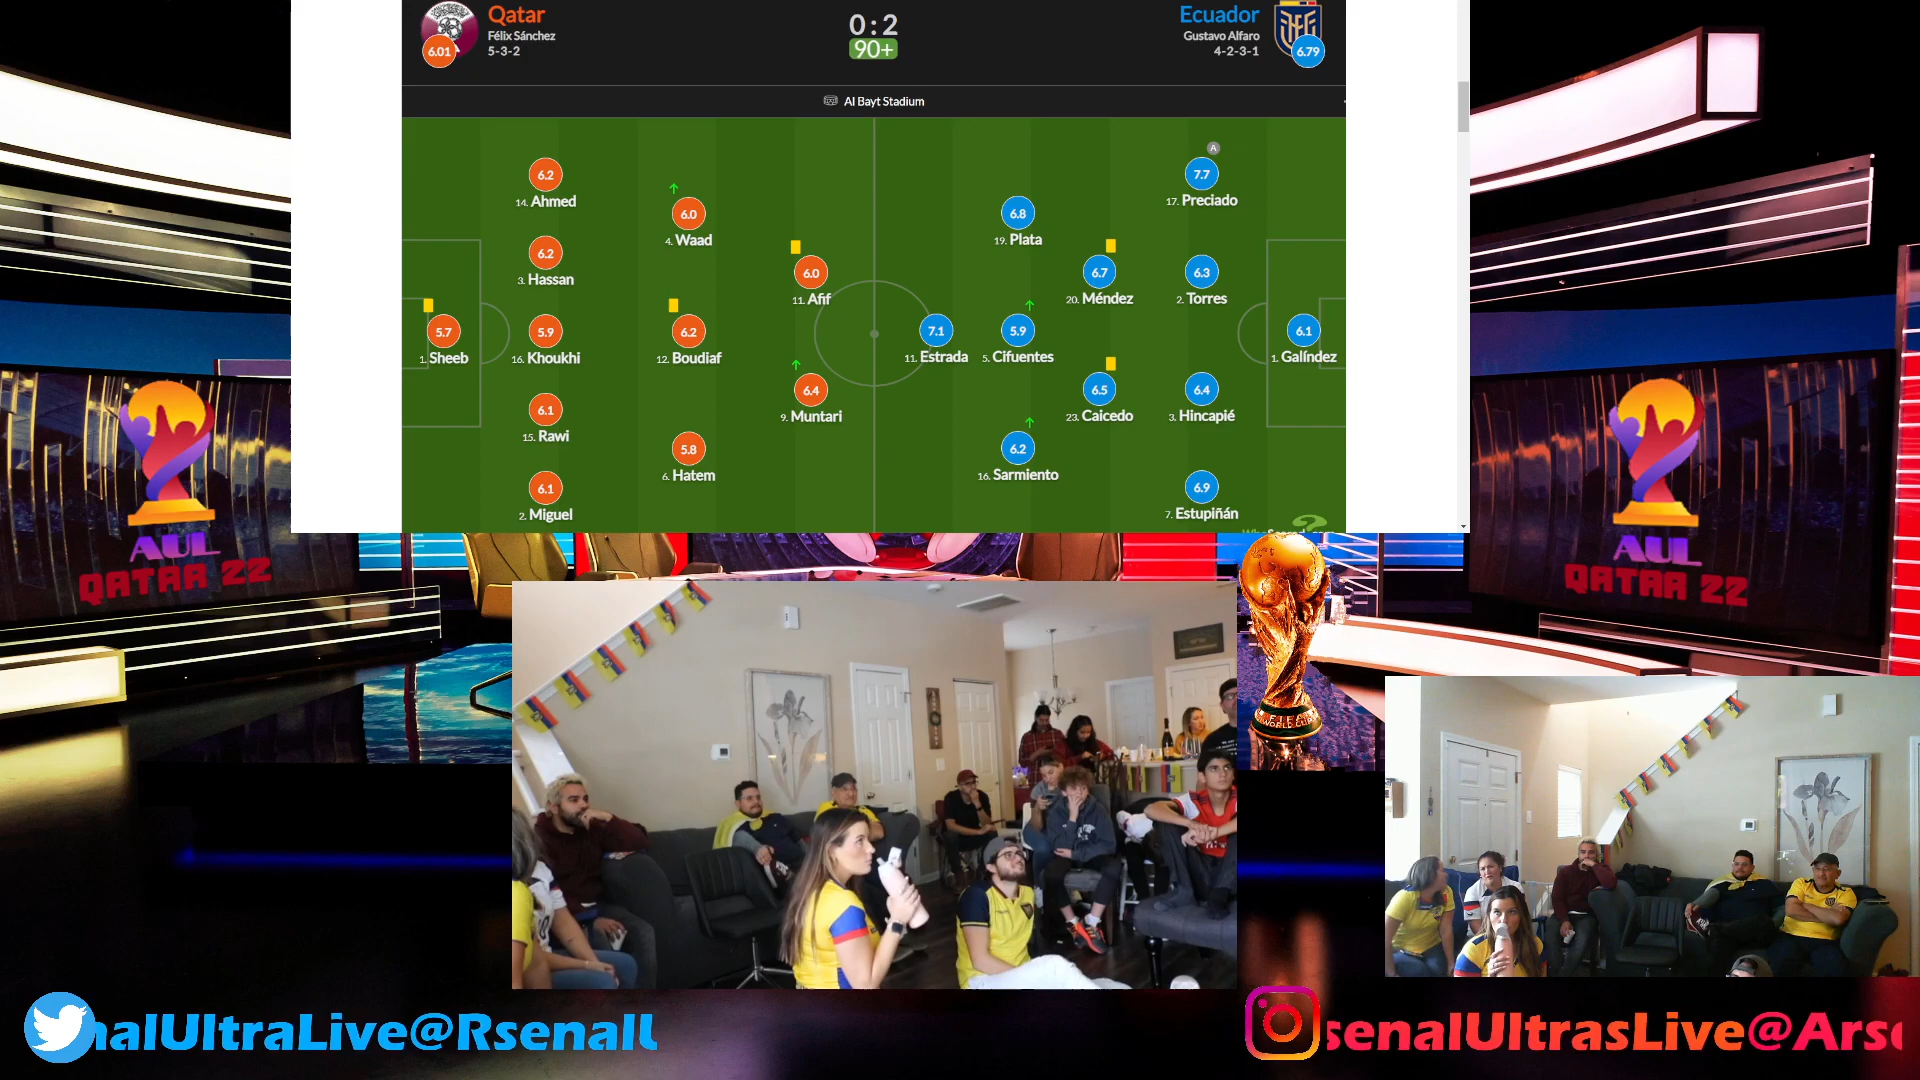 Qatar
Félix Sánchez
5-3-2
6.01
0:2
90+
Ecuador
Gustavo Alfaro
4-2-3-1
6.79
Al Bayt Stadium
6.2
14. Ahmed
6.2
3. Hassan
5.9
16. Khoukhi
6.1
15. Rawi
6.1
2. Miguel
5.7
1. Sheeb
6.0
4. Waad
6.2
12. Boudiaf
5.8
6. Hatem
6.0
11. Afif
6.4
9. Muntari
7.1
11. Estrada
6.8
19. Plata
5.9
5. Cifuentes
6.2
16. Sarmiento
6.7
20. Méndez
6.5
23. Caicedo
A
7.7
17. Preciado
6.3
2. Torres
6.4
3. Hincapié
6.9
7. Estupiñán
6.1
1. Galíndez
AUL
QATAR 22
AUL
QATAR 22
FIFA
WORLD CUP
nalUltraLive@RsenalU
senalUltrasLive@Ars